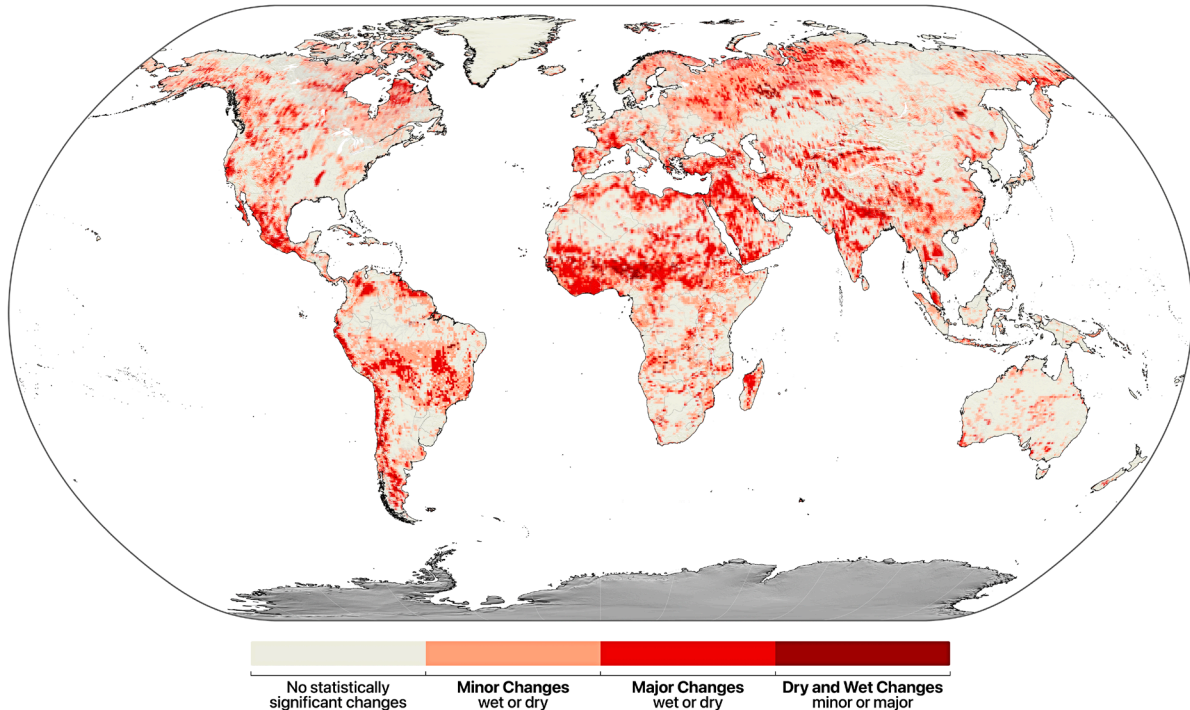 No statistically
significant changes
Minor Changes
wet or dry
Major Changes
wet or dry
Dry and Wet Changes
minor or major